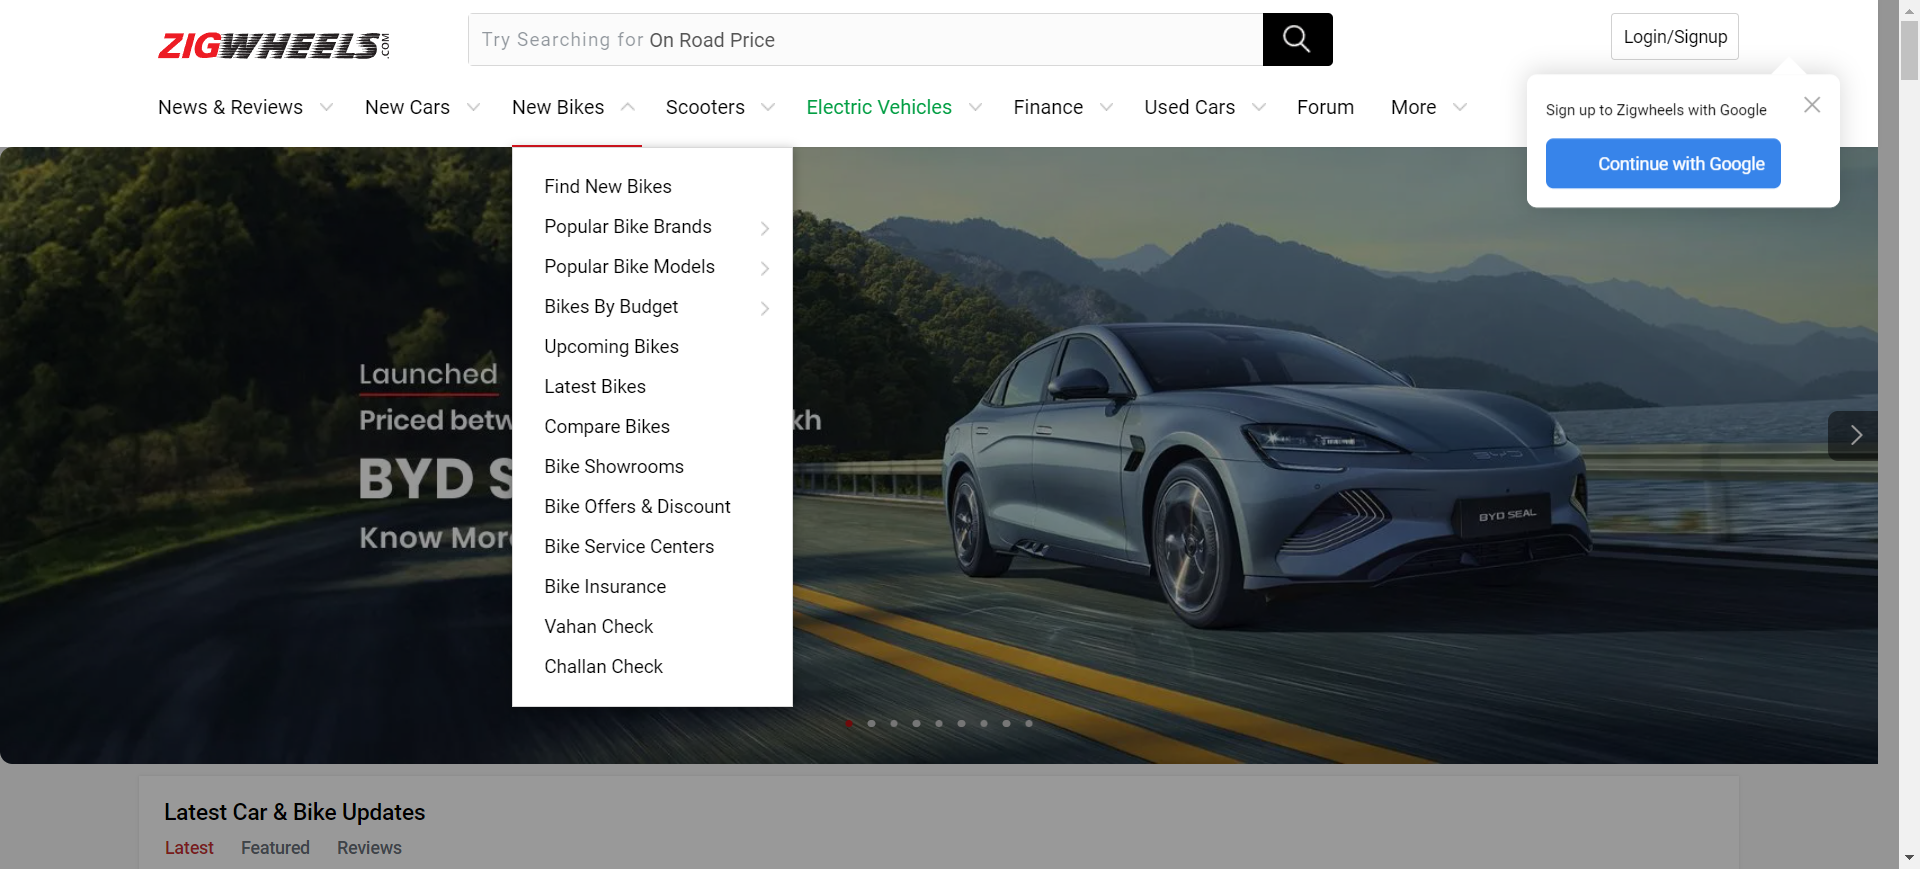 ZIGWHEELS.COM
Try Searching for On Road Price
Login/Signup
News & Reviews
New Cars
New Bikes
Scooters
Electric Vehicles
Finance
Used Cars
Forum
More
Sign up to Zigwheels with Google
Continue with Google
Find New Bikes
Popular Bike Brands
Popular Bike Models
Bikes By Budget
Upcoming Bikes
Latest Bikes
Compare Bikes
Bike Showrooms
Bike Offers & Discount
Bike Service Centers
Bike Insurance
Vahan Check
Challan Check
Launched
Priced betw
kh
BYD S
Know Mor
BYD
BYD SEAL
Latest Car & Bike Updates
Latest
Featured
Reviews